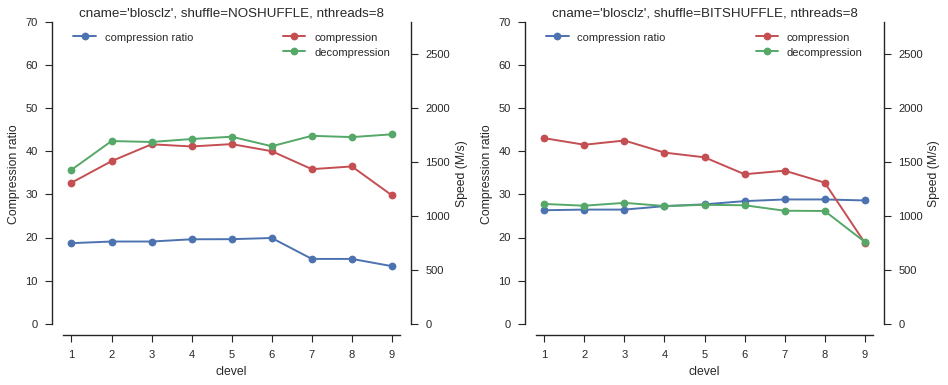 cname='blosclz', shuffle=NOSHUFFLE, nthreads=8
compression ratio
compression
decompression
70
60
50
40
30
20
10
0
Compression ratio
2500
2000
1500
1000
500
0
Speed (M/s)
1 2 3 4 5 6 7 8 9
clevel
cname='blosclz', shuffle=BITSHUFFLE, nthreads=8
compression ratio
compression
decompression
70
60
50
40
30
20
10
0
Compression ratio
2500
2000
1500
1000
500
0
Speed (M/s)
1 2 3 4 5 6 7 8 9
clevel